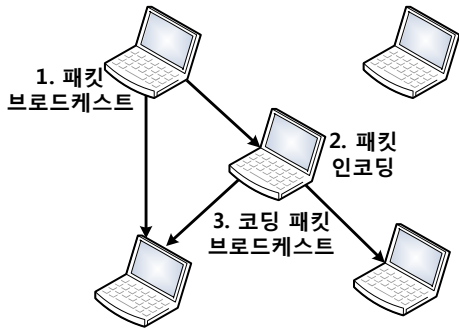 1. 패킷
브로드케스트
2. 패킷
인코딩
3. 코딩 패킷
브로드케스트